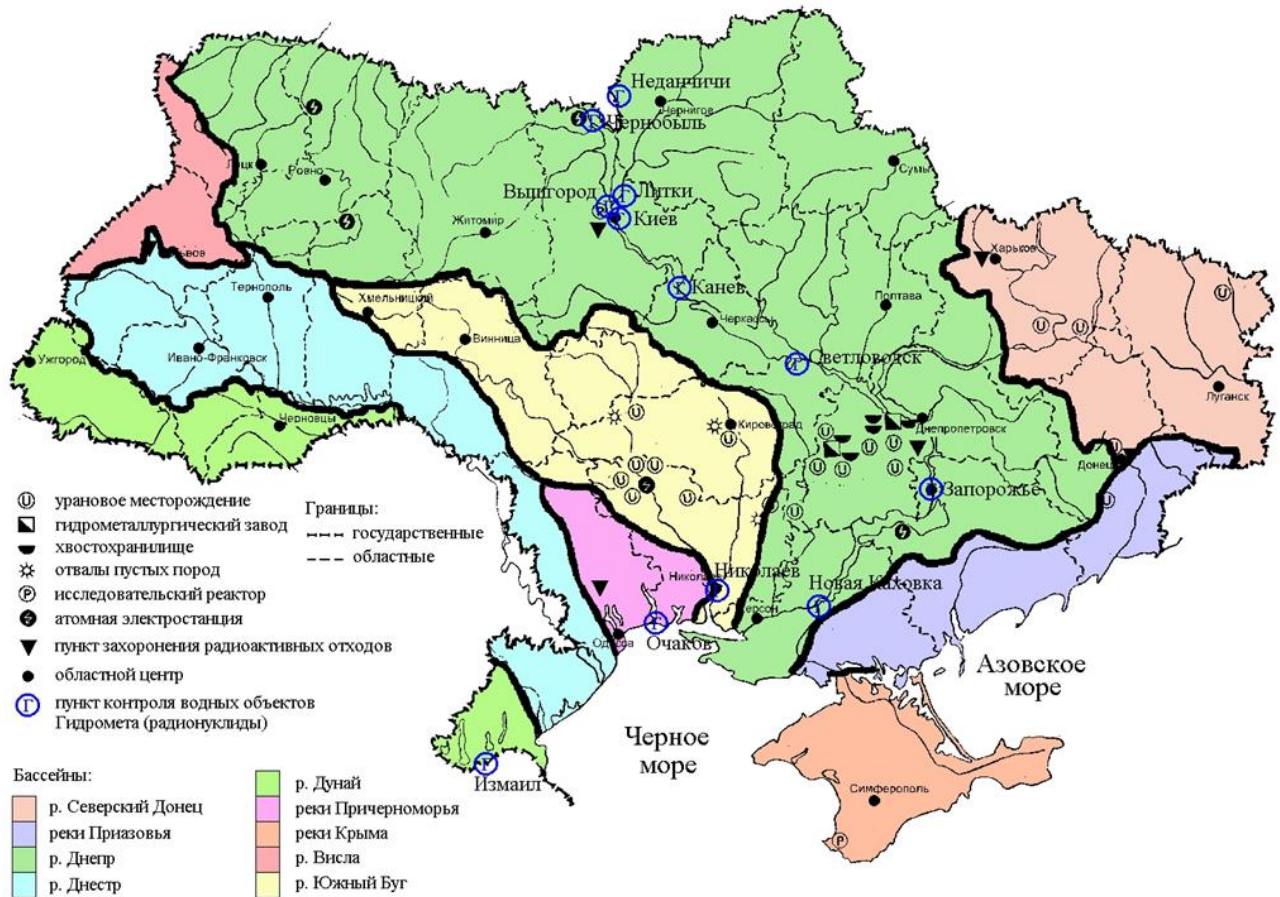 Неданчичи
Чернигов
Чернобыль
Сумы
Луцк
Ровно
Вышгород
Лютки
Киев
Житомир
Харьков
Львов
Тернополь
Хмельницкий
Канев
Полтава
Черкассы
Винница
Ужгород
Ивано-Франковск
Светловодск
Луганск
Черновцы
Кировоград
Днепропетровск
Донецк
Запорожье
Николаев
Николаев
Новая Каховка
Херсон
Одесса
Очаков
Азовское
море
Черное
море
Измаил
Симферополь
Р
U урановое месторождение
гидрометаллургический завод
хвостохранилище
отвалы пустых пород
Р исследовательский реактор
атомная электростанция
пункт захоронения радиоактивных отходов
областной центр
Г пункт контроля водных объектов
Гидромета (радионуклиды)
Границы:
государственные
областные
Бассейны:
р. Северский Донец
реки Приазовья
р. Днепр
р. Днестр
р. Дунай
реки Причерноморья
реки Крыма
р. Висла
р. Южный Буг